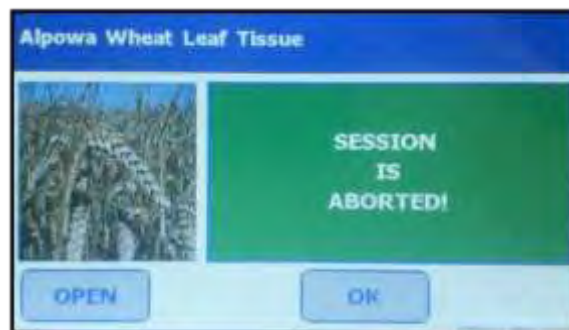 Alpowa Wheat Leaf Tissue
SESSION
IS
ABORTED!
OPEN
OK